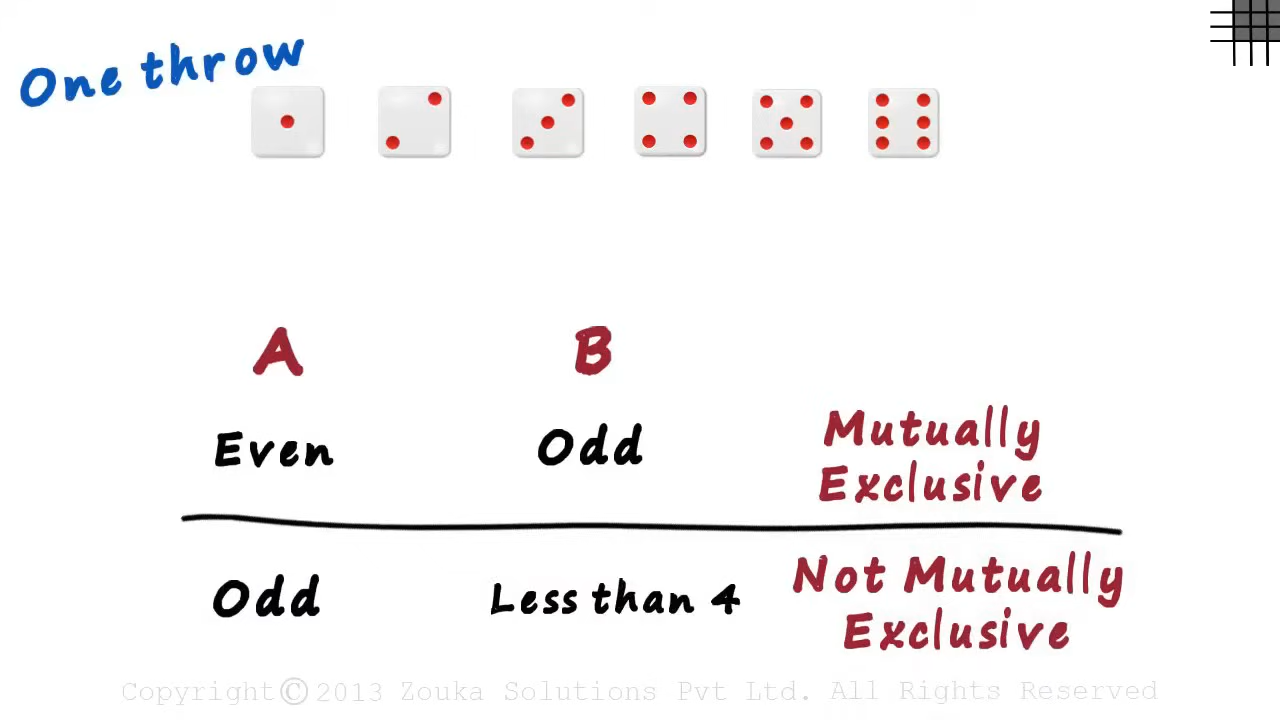 One throw
A B
Even Odd Mutually
Exclusive
Odd Less than 4 Not Mutually
Exclusive
Copyright© 2013 Zouka Solutions Pvt Ltd. All Rights Reserved